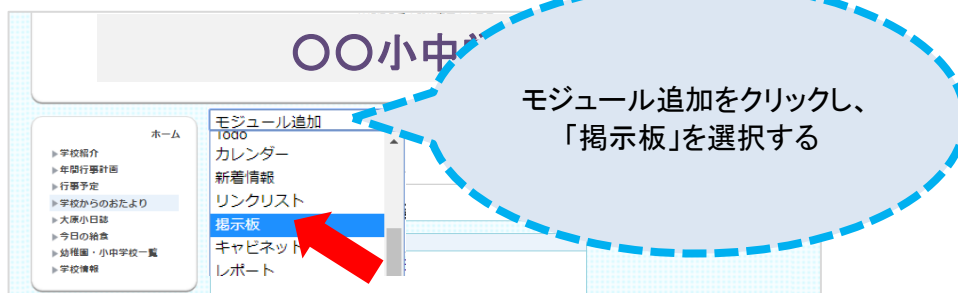 〇〇小中
モジュール追加をクリックし、
「掲示板」を選択する
モジュール追加
Todo
カレンダー
新着情報
リンクリスト
掲示板
キャビネット
レポート
ホーム
学校紹介
年間行事計画
行事予定
学校からのおたより
大原小日誌
今日の給食
幼稚園・小中学校一覧
学校情報